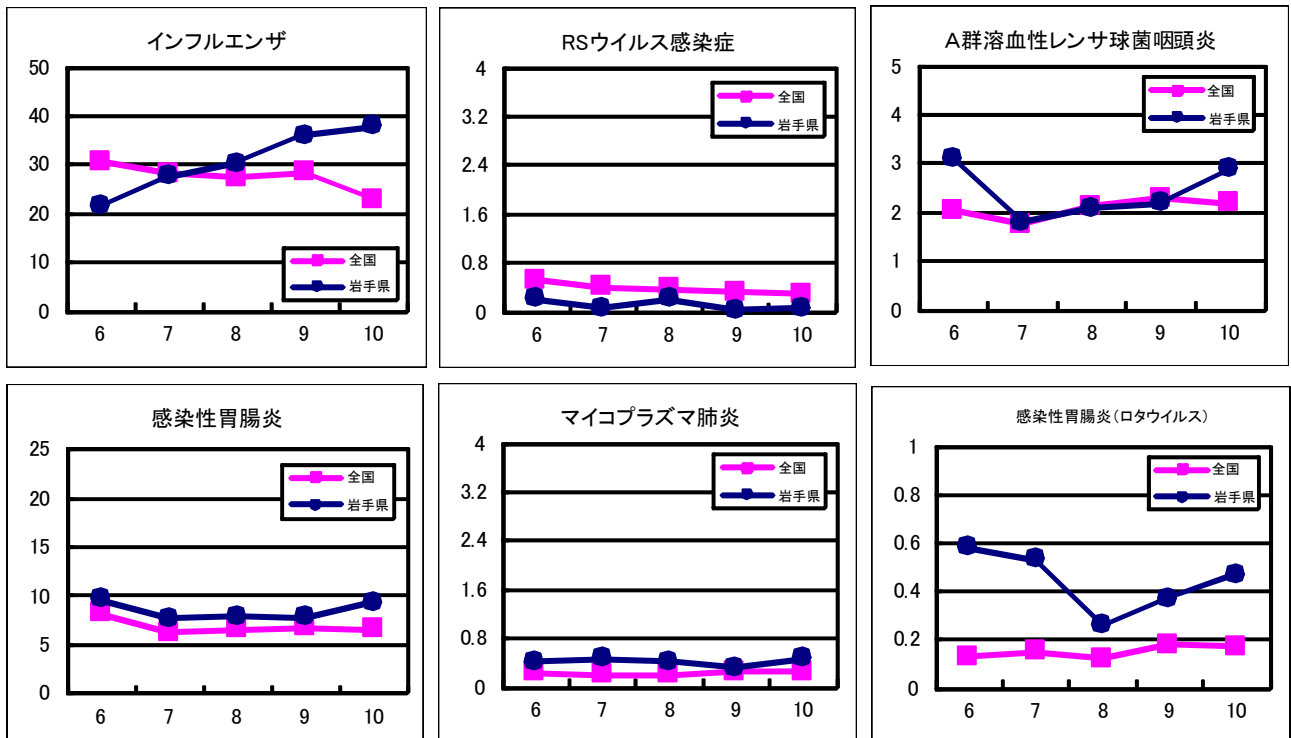 インフルエンザ
50
40
30
20
10
0
全国
岩手県
6 7 8 9 10
RSウイルス感染症
4
3.2
2.4
1.6
0.8
0
全国
岩手県
6 7 8 9 10
A群溶血性レンサ球菌咽頭炎
5
4
3
2
1
0
全国
岩手県
6 7 8 9 10
感染性胃腸炎
25
20
15
10
5
0
全国
岩手県
6 7 8 9 10
マイコプラズマ肺炎
4
3.2
2.4
1.6
0.8
0
全国
岩手県
6 7 8 9 10
感染性胃腸炎(ロタウイルス)
1
0.8
0.6
0.4
0.2
0
全国
岩手県
6 7 8 9 10